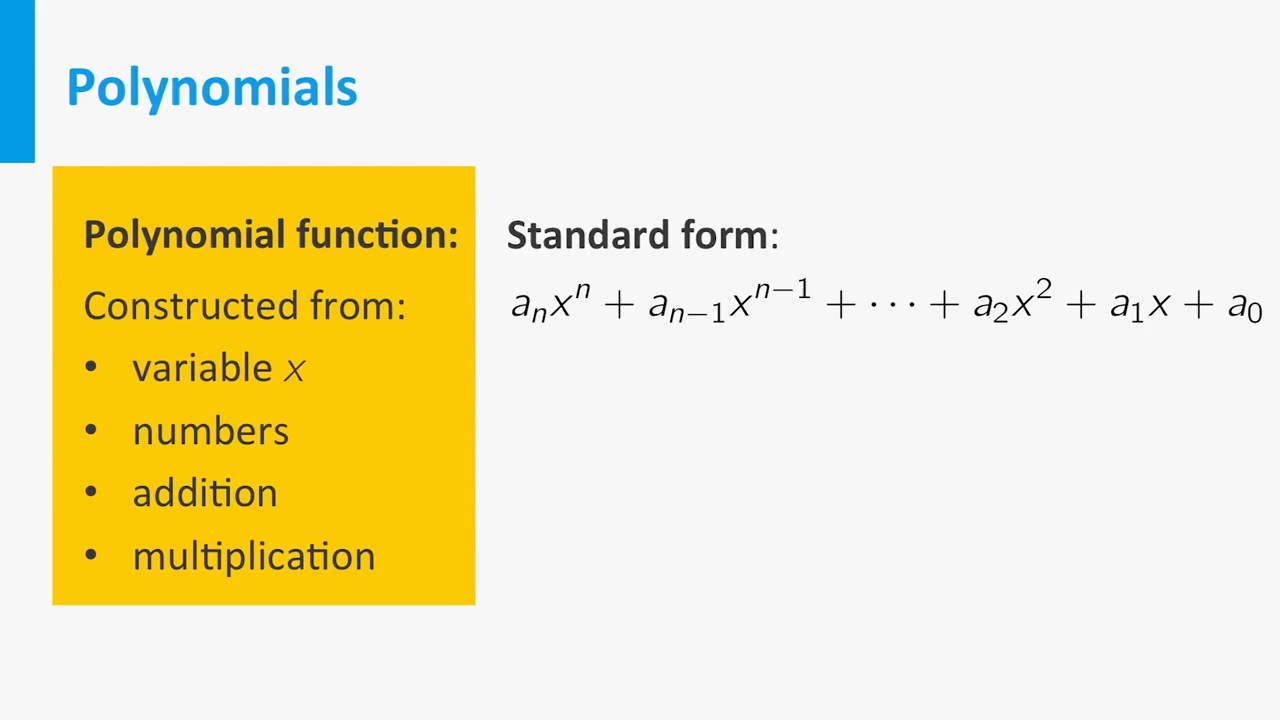 Polynomials
Polynomial function:
Constructed from:
• variable x
• numbers
• addition
• multiplication
Standard form:
aₙxⁿ + aₙ₋₁xⁿ⁻¹ + ··· + a₂x² + a₁x + a₀